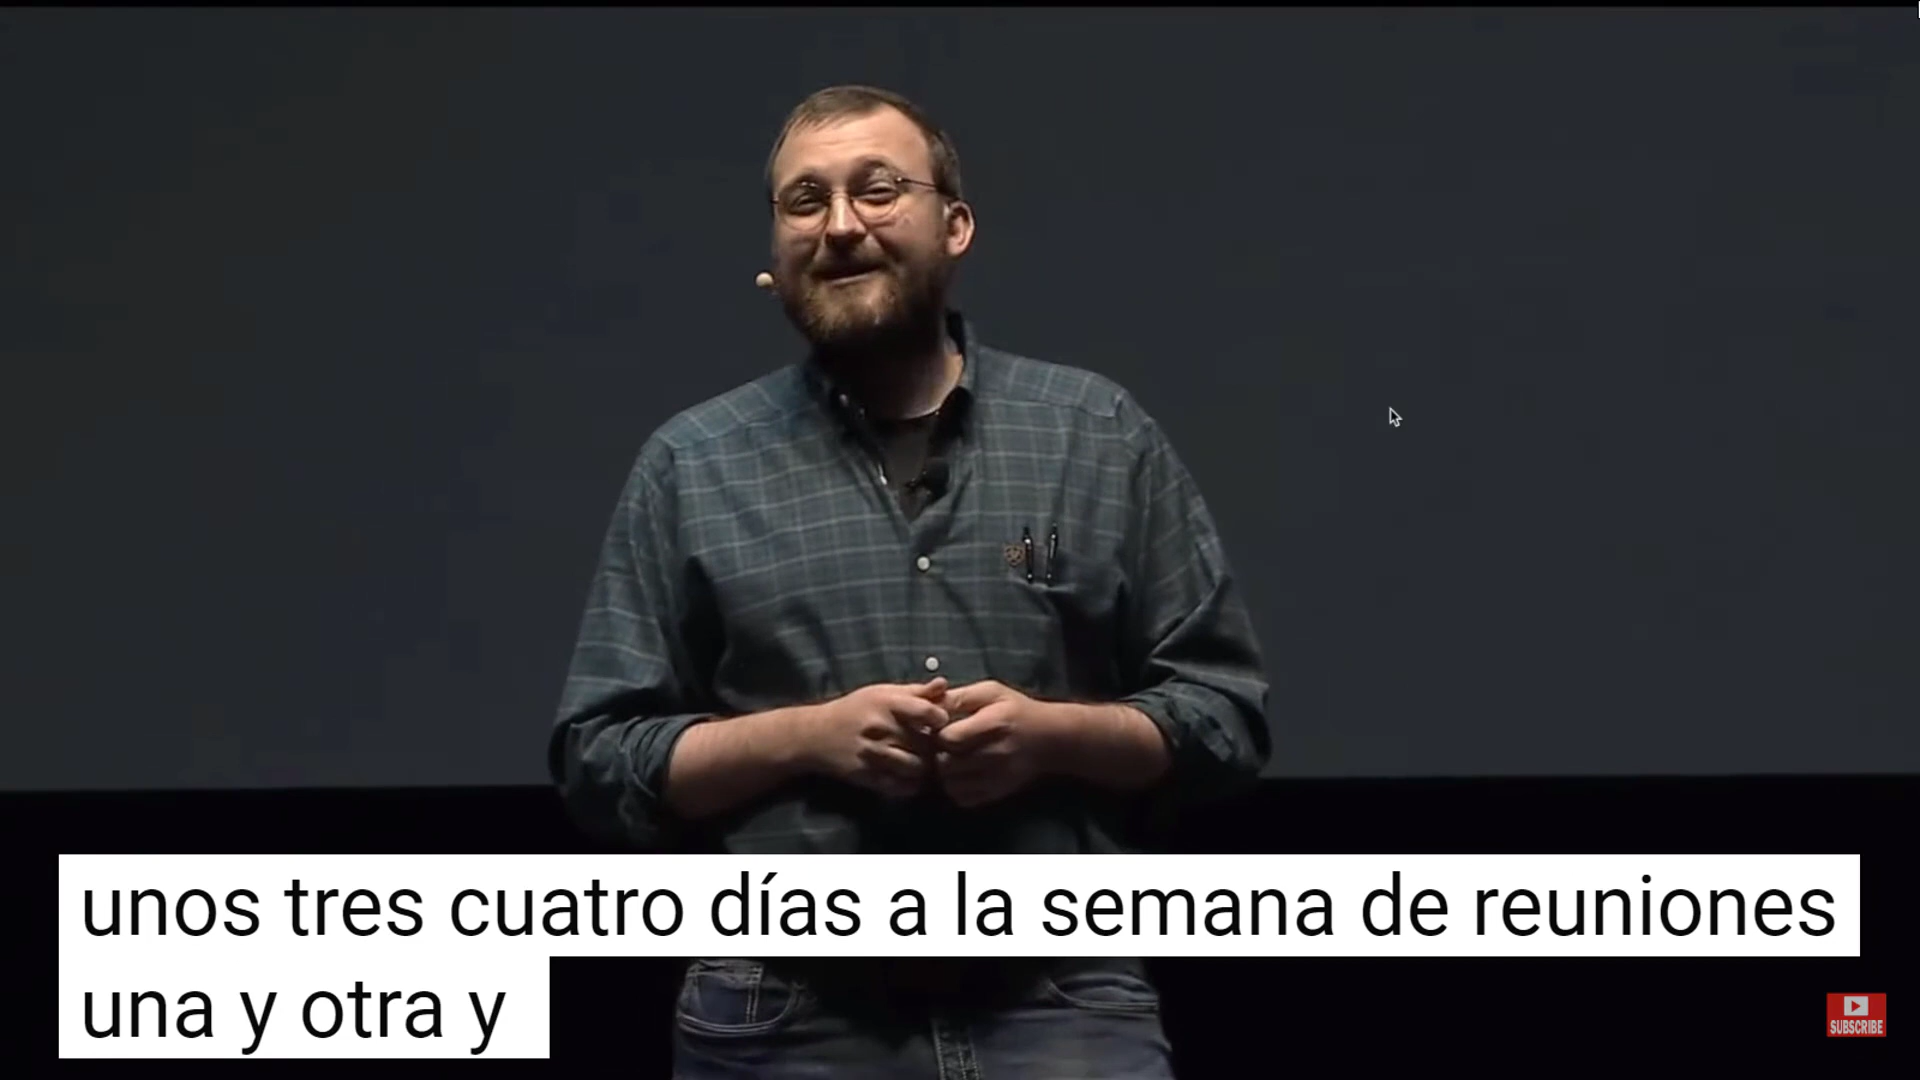 unos tres cuatro días a la semana de reuniones
una y otra y
SUBSCRIBE